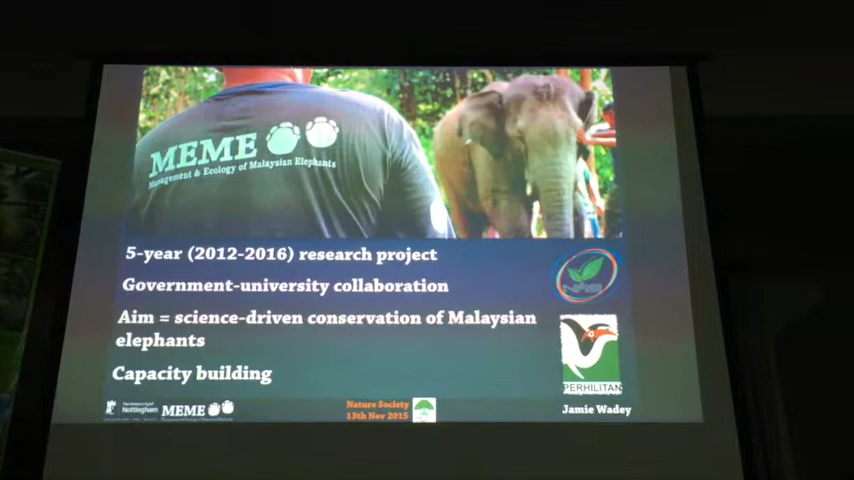 MEME
Management & Ecology of Malaysian Elephants
5-year (2012-2016) research project
Government-university collaboration
Aim = science-driven conservation of Malaysian
elephants
Capacity building
PERHILITAN
Nottingham
MEME
Nature Society
13th Nov 2015
Jamie Wadey